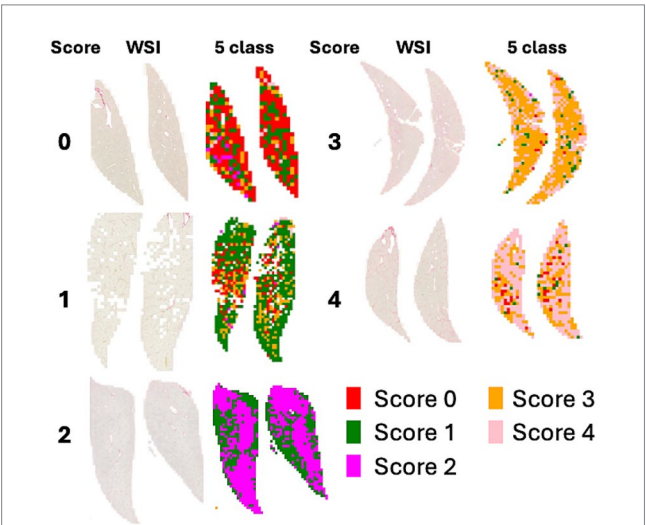 Score WSI 5 class Score WSI 5 class
0
3
1
4
2
Score 0
Score 3
Score 1
Score 4
Score 2